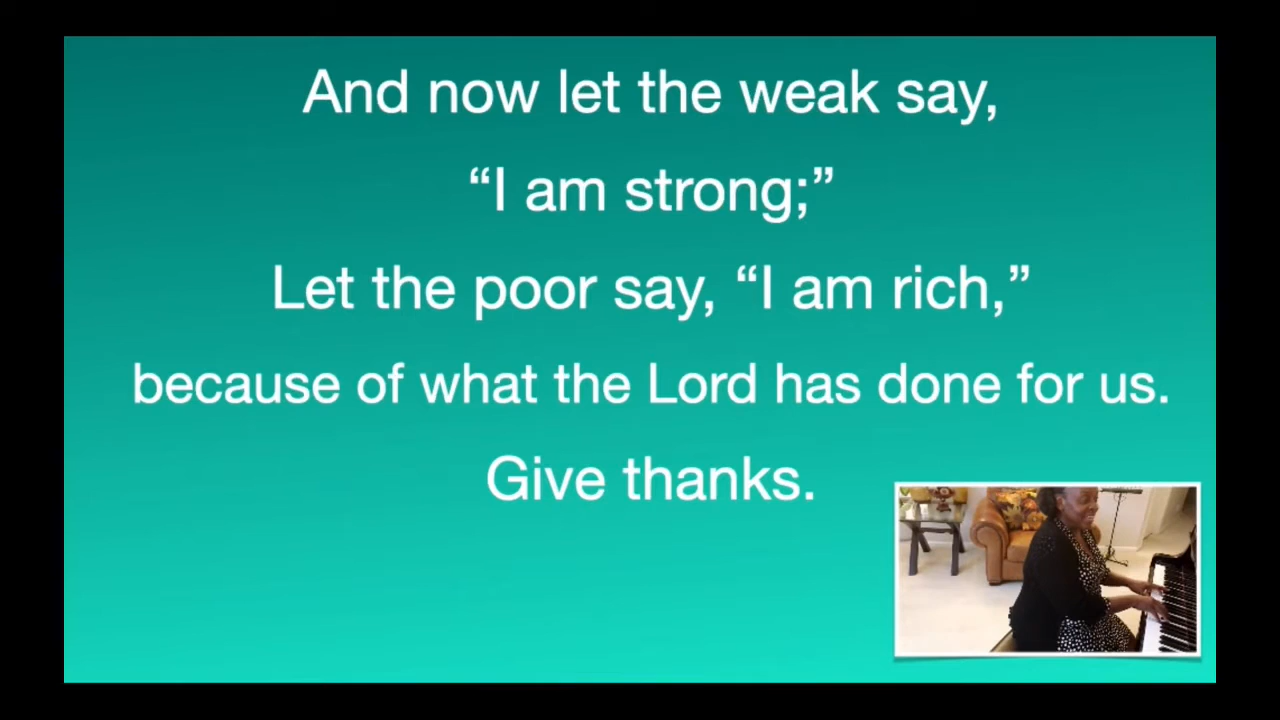 And now let the weak say,
“I am strong;”
Let the poor say, “I am rich,”
because of what the Lord has done for us.
Give thanks.